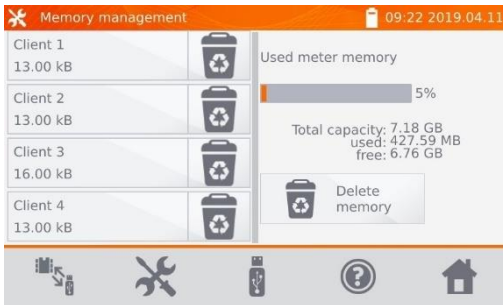 Memory management
09:22 2019.04.11
Client 1
13.00 kB
Client 2
13.00 kB
Client 3
16.00 kB
Client 4
13.00 kB
Used meter memory
5%
Total capacity: 7.18 GB
used: 427.59 MB
free: 6.76 GB
Delete
memory